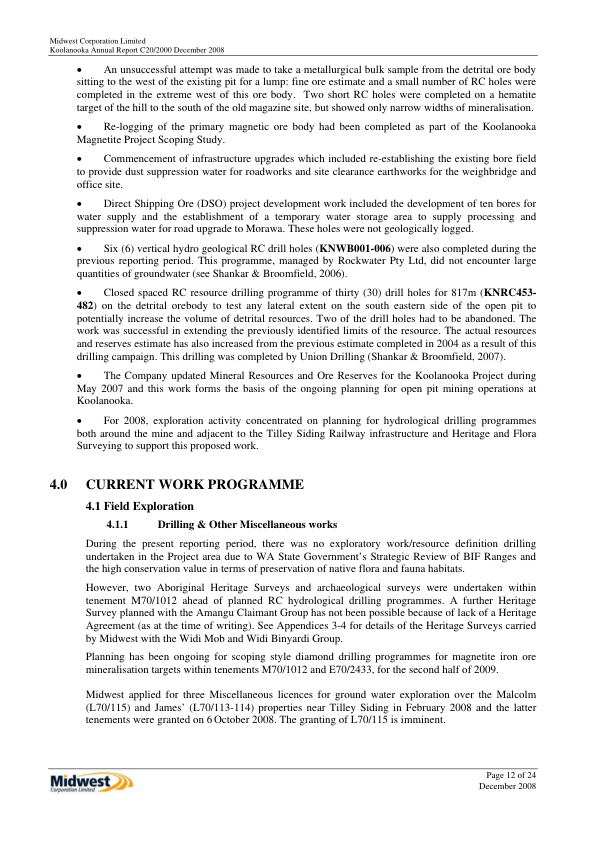 Midwest Corporation Limited
Koolanooka Annual Report C20/2000 December 2008
• An unsuccessful attempt was made to take a metallurgical bulk sample from the detrital ore body
sitting to the west of the existing pit for a lump: fine ore estimate and a small number of RC holes were
completed in the extreme west of this ore body. Two short RC holes were completed on a hematite
target of the hill to the south of the old magazine site, but showed only narrow widths of mineralisation.
• Re-logging of the primary magnetic ore body had been completed as part of the Koolanooka
Magnetite Project Scoping Study.
• Commencement of infrastructure upgrades which included re-establishing the existing bore field
to provide dust suppression water for roadworks and site clearance earthworks for the weighbridge and
office site.
• Direct Shipping Ore (DSO) project development work included the development of ten bores for
water supply and the establishment of a temporary water storage area to supply processing and
suppression water for road upgrade to Morawa. These holes were not geologically logged.
• Six (6) vertical hydro geological RC drill holes (KNWB001-006) were also completed during the
previous reporting period. This programme, managed by Rockwater Pty Ltd, did not encounter large
quantities of groundwater (see Shankar & Broomfield, 2006).
• Closed spaced RC resource drilling programme of thirty (30) drill holes for 817m (KNRC453-
482) on the detrital orebody to test any lateral extent on the south eastern side of the open pit to
potentially increase the volume of detrital resources. Two of the drill holes had to be abandoned. The
work was successful in extending the previously identified limits of the resource. The actual resources
and reserves estimate has also increased from the previous estimate completed in 2004 as a result of this
drilling campaign. This drilling was completed by Union Drilling (Shankar & Broomfield, 2007).
• The Company updated Mineral Resources and Ore Reserves for the Koolanooka Project during
May 2007 and this work forms the basis of the ongoing planning for open pit mining operations at
Koolanooka.
• For 2008, exploration activity concentrated on planning for hydrological drilling programmes
both around the mine and adjacent to the Tilley Siding Railway infrastructure and Heritage and Flora
Surveying to support this proposed work.
4.0 CURRENT WORK PROGRAMME
4.1 Field Exploration
4.1.1 Drilling & Other Miscellaneous works
During the present reporting period, there was no exploratory work/resource definition drilling
undertaken in the Project area due to WA State Government's Strategic Review of BIF Ranges and
the high conservation value in terms of preservation of native flora and fauna habitats.
However, two Aboriginal Heritage Surveys and archaeological surveys were undertaken within
tenement M70/1012 ahead of planned RC hydrological drilling programmes. A further Heritage
Survey planned with the Amangu Claimant Group has not been possible because of lack of a Heritage
Agreement (as at the time of writing). See Appendices 3-4 for details of the Heritage Surveys carried
by Midwest with the Widi Mob and Widi Binyardi Group.
Planning has been ongoing for scoping style diamond drilling programmes for magnetite iron ore
mineralisation targets within tenements M70/1012 and E70/2433, for the second half of 2009.
Midwest applied for three Miscellaneous licences for ground water exploration over the Malcolm
(L70/115) and James' (L70/113-114) properties near Tilley Siding in February 2008 and the latter
tenements were granted on 6 October 2008. The granting of L70/115 is imminent.
Midwest
Corporation Limited
Page 12 of 24
December 2008